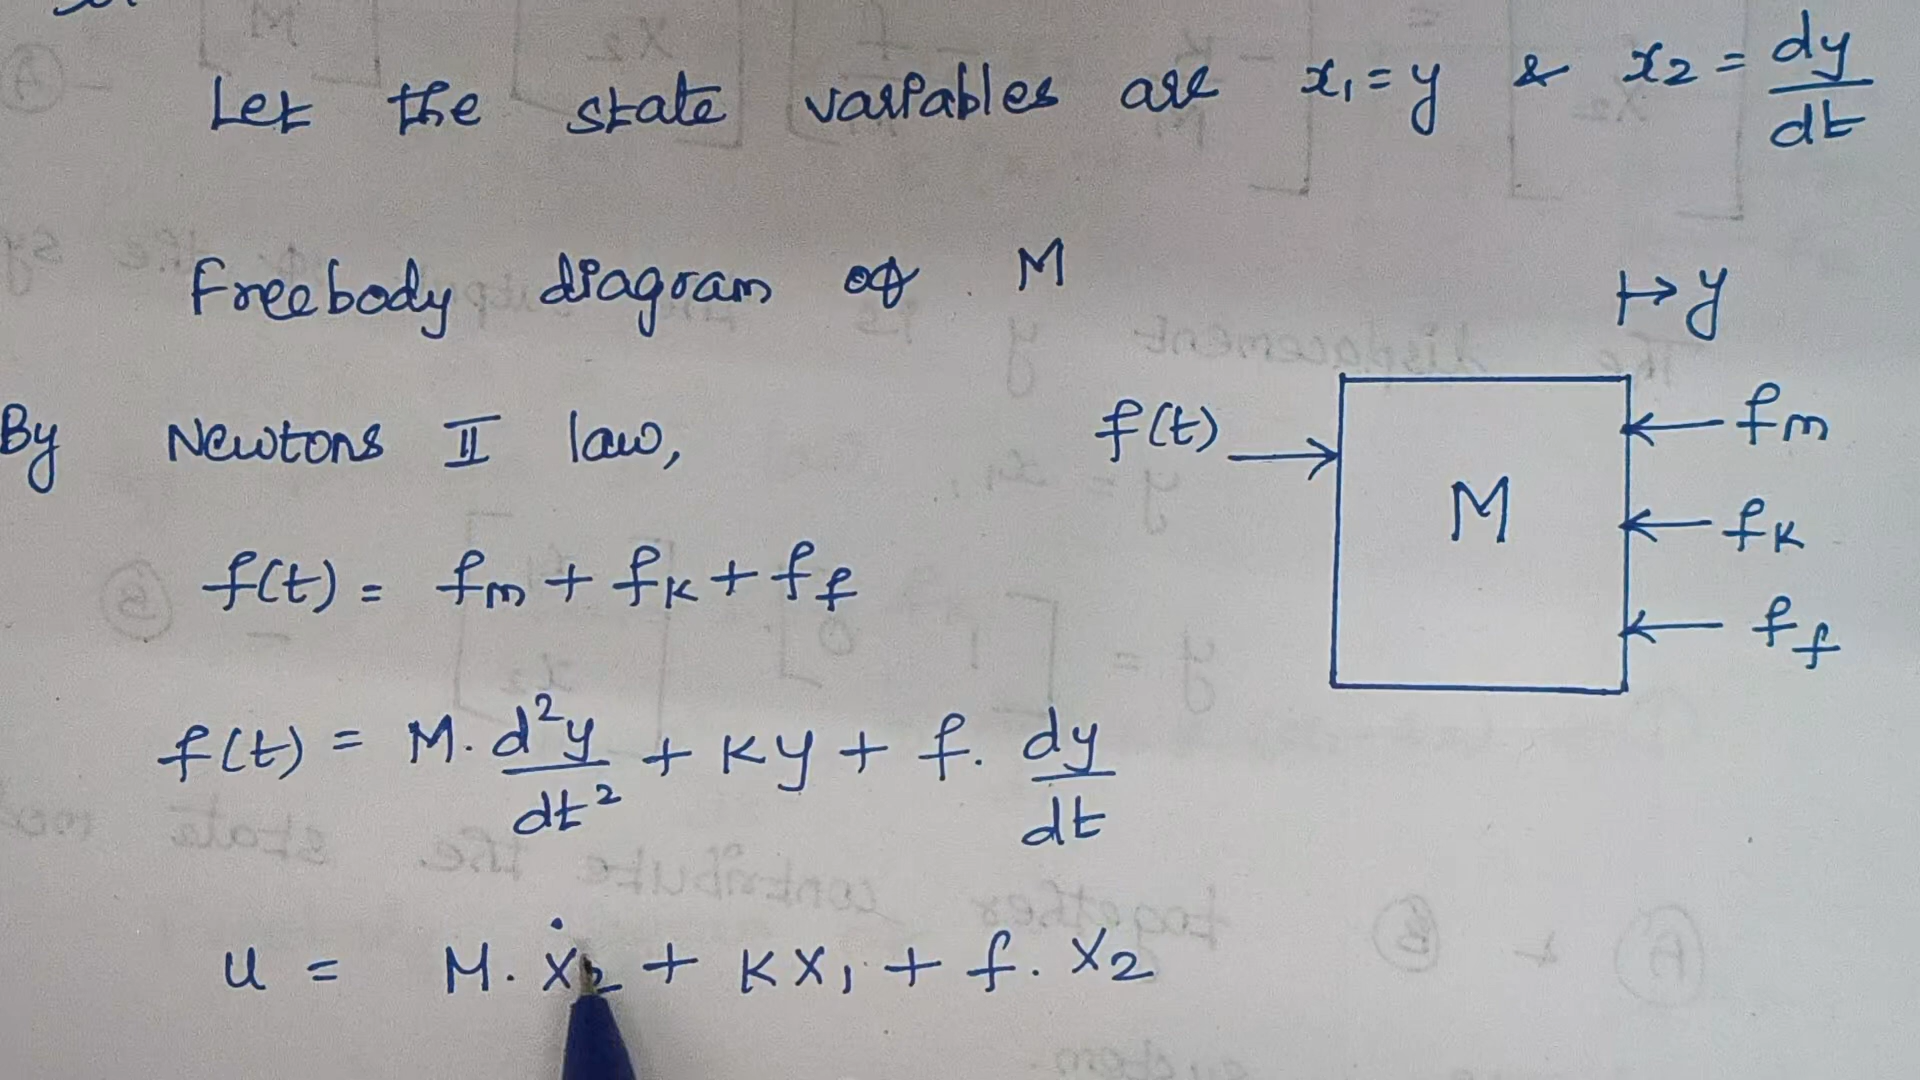 Let the state variables are x₁ = y & x₂ = dy/dt
Freebody diagram of M
↦ y
By Newtons II law,
f(t) → M ← fm ← fK ← ff
f(t) = fm + fK + ff
f(t) = M. d²y/dt² + Ky + f. dy/dt
u = M. ẋ₂ + Kx₁ + f. x₂